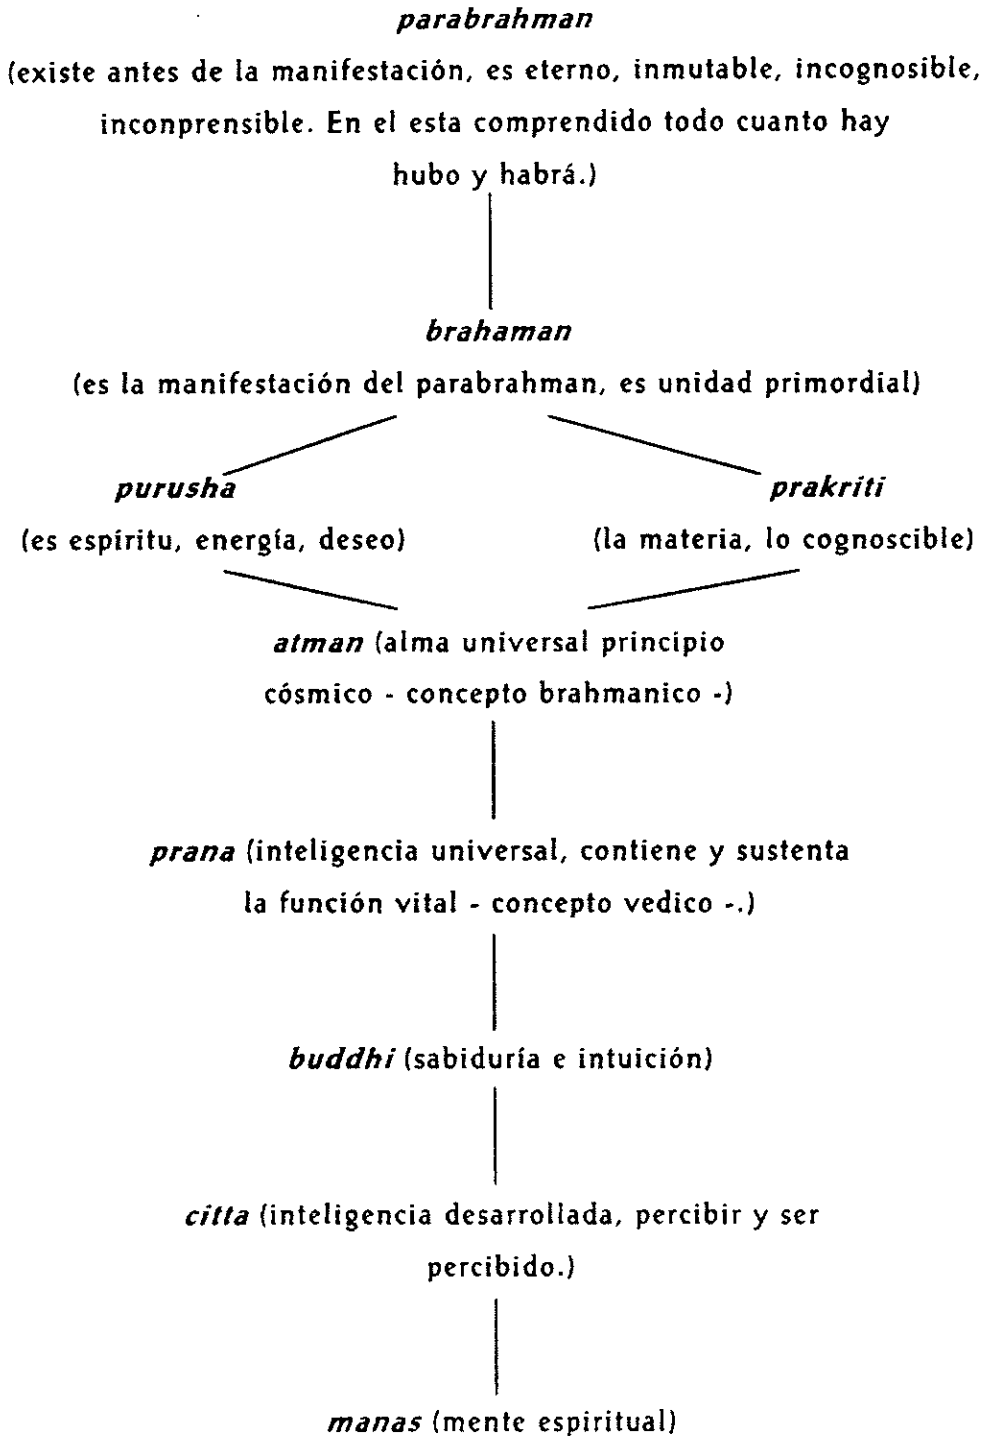 parabrahman
(existe antes de la manifestación, es eterno, inmutable, incognosible,
inconprensible. En el esta comprendido todo cuanto hay
hubo y habrá.)
brahaman
(es la manifestación del parabrahman, es unidad primordial)
purusha
prakriti
(es espíritu, energía, deseo)
(la materia, lo cognoscible)
atman (alma universal principio
cósmico - concepto brahmanico -)
prana (inteligencia universal, contiene y sustenta
la función vital - concepto vedico -.)
buddhi (sabiduría e intuición)
citta (inteligencia desarrollada, percibir y ser
percibido.)
manas (mente espiritual)